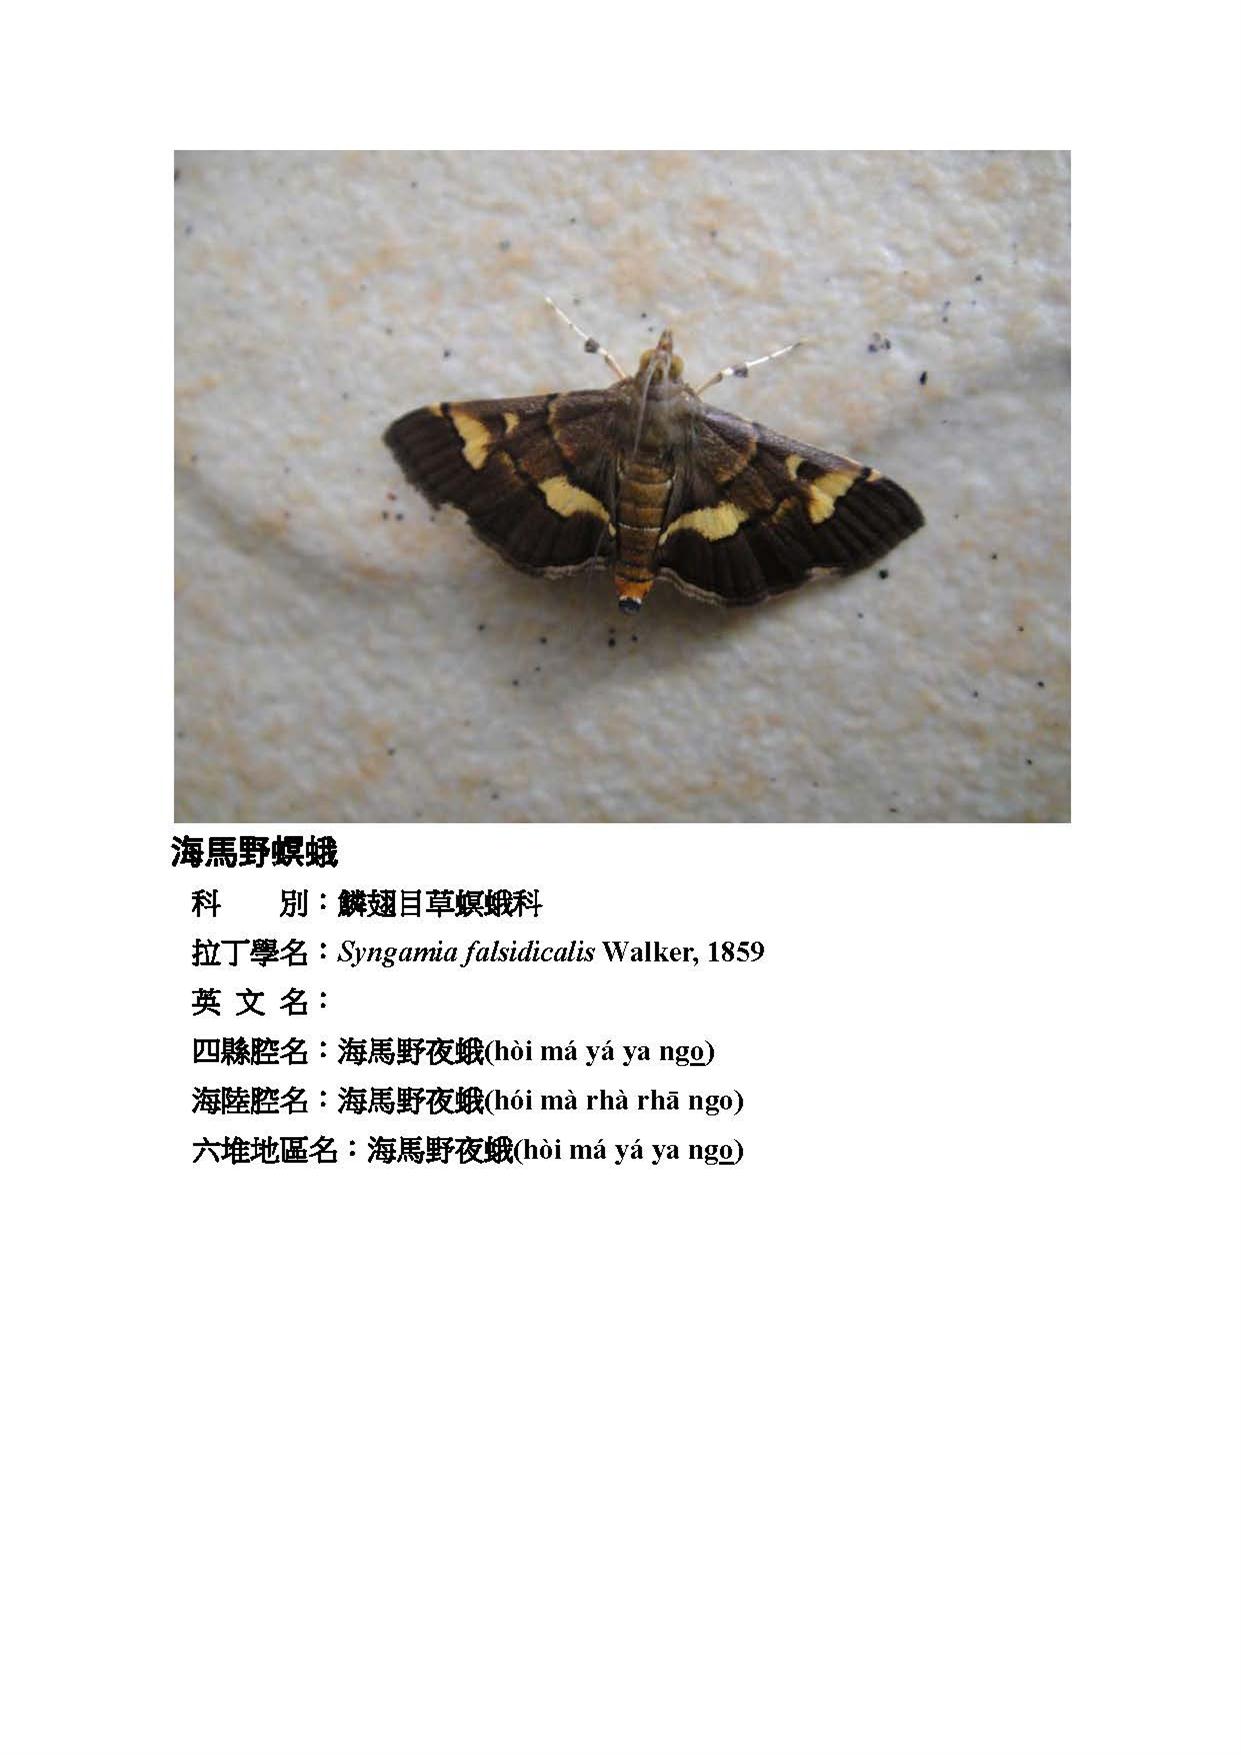 海馬野螟蛾
科　　別：鱗翅目草螟蛾科
拉丁學名：Syngamia falsidicalis Walker, 1859
英 文 名：
四縣腔名：海馬野夜蛾(hòi má yá ya ngo)
海陸腔名：海馬野夜蛾(hói mà rhà rhā ngo)
六堆地區名：海馬野夜蛾(hòi má yá ya ngo)